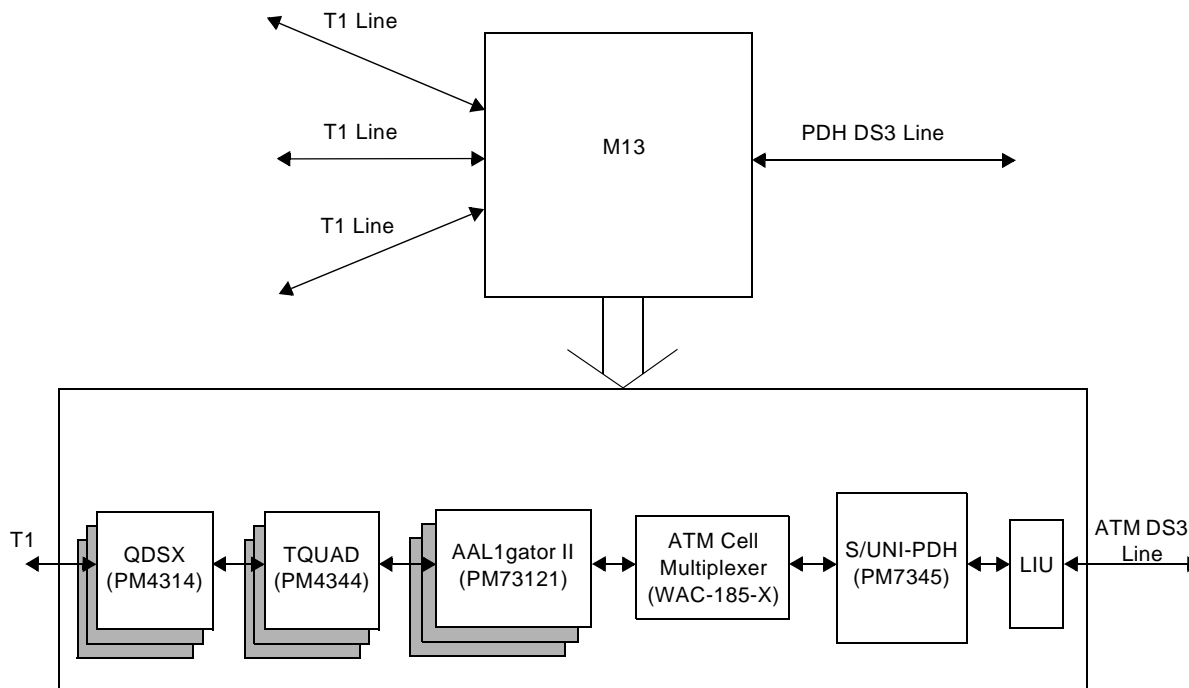 T1 Line
T1 Line
T1 Line
M13
PDH DS3 Line
T1
QDSX
(PM4314)
TQUAD
(PM4344)
AAL1gator II
(PM73121)
ATM Cell
Multiplexer
(WAC-185-X)
S/UNI-PDH
(PM7345)
LIU
ATM DS3
Line